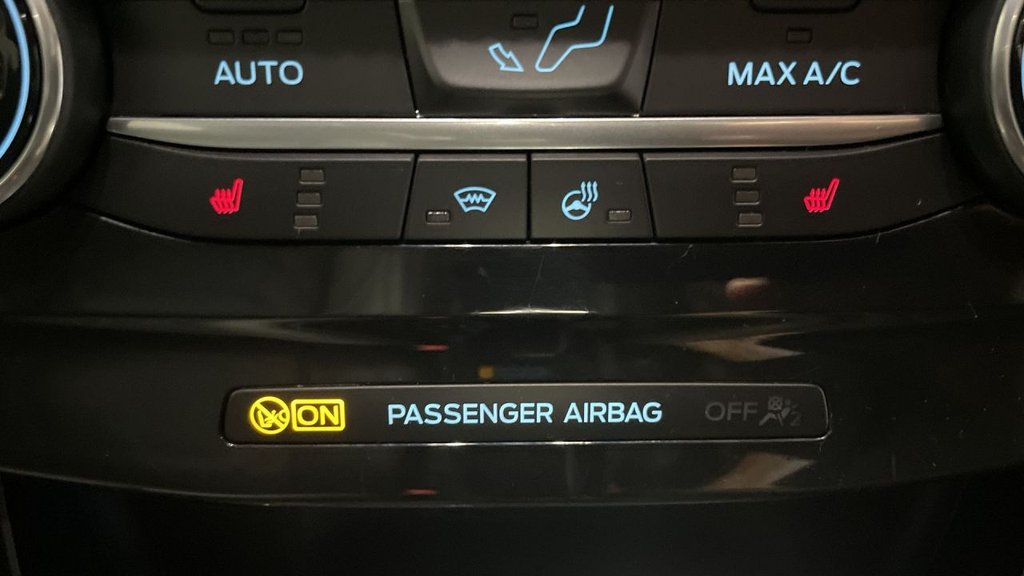 AUTO
MAX A/C
ON PASSENGER AIRBAG OFF